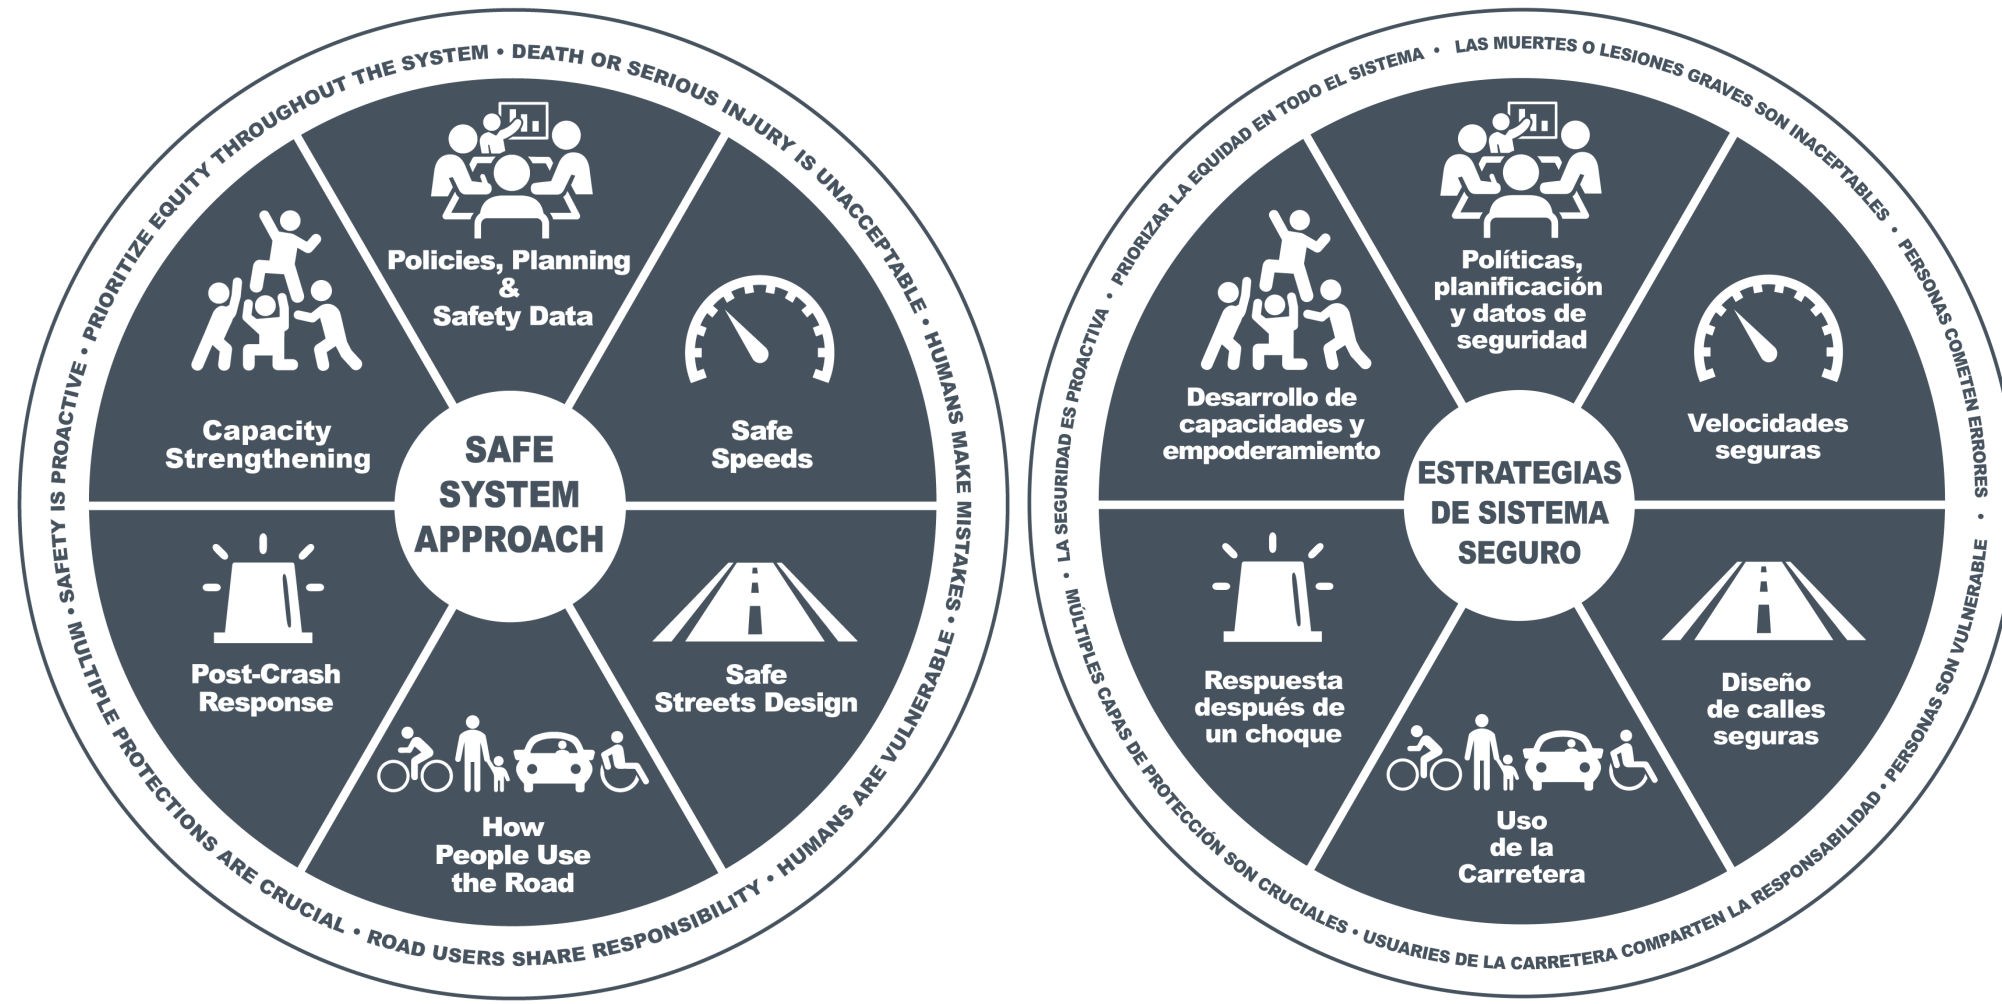 PRIORITIZE EQUITY THROUGHOUT THE SYSTEM • DEATH OR SERIOUS INJURY IS UNACCEPTABLE • HUMANS MAKE MISTAKES • HUMANS ARE VULNERABLE • ROAD USERS SHARE RESPONSIBILITY • MULTIPLE PROTECTIONS ARE CRUCIAL • SAFETY IS PROACTIVE •
Policies, Planning
&
Safety Data
Safe
Speeds
Safe
Streets Design
How
People Use
the Road
Post-Crash
Response
Capacity
Strengthening
SAFE
SYSTEM
APPROACH
PRIORIZAR LA EQUIDAD EN TODO EL SISTEMA • LAS MUERTES O LESIONES GRAVES SON INACEPTABLES • PERSONAS COMETEN ERRORES • PERSONAS SON VULNERABLE • USUARIES DE LA CARRETERA COMPARTEN LA RESPONSABILIDAD • MÚLTIPLES CAPAS DE PROTECCIÓN SON CRUCIALES • LA SEGURIDAD ES PROACTIVA •
Políticas,
planificación
y datos de
seguridad
Velocidades
seguras
Diseño
de calles
seguras
Uso
de la
Carretera
Respuesta
después de
un choque
Desarrollo de
capacidades y
empoderamiento
ESTRATEGIAS
DE SISTEMA
SEGURO